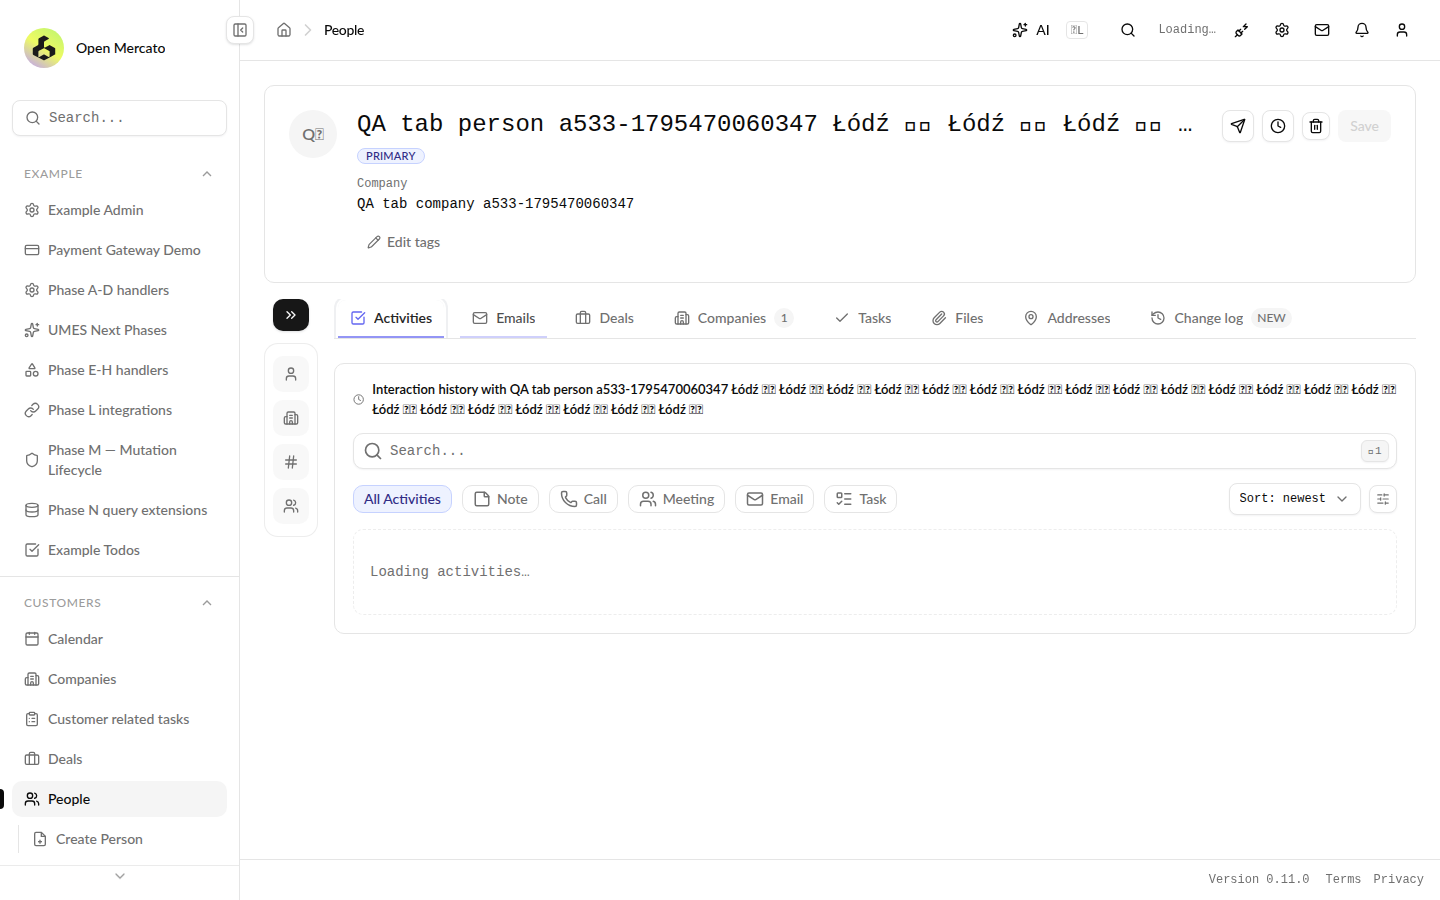 Open Mercato
People
AI
L
Loading…
Search...
EXAMPLE
Example Admin
Payment Gateway Demo
Phase A-D handlers
UMES Next Phases
Phase E-H handlers
Phase L integrations
Phase M — Mutation
Lifecycle
Phase N query extensions
Example Todos
CUSTOMERS
Calendar
Companies
Customer related tasks
Deals
People
Create Person
Q
QA tab person a533-1795470060347 Łódź Łódź Łódź …
PRIMARY
Company
QA tab company a533-1795470060347
Edit tags
Save
Activities
Emails
Deals
Companies 1
Tasks
Files
Addresses
Change log NEW
Interaction history with QA tab person a533-1795470060347 Łódź Łódź Łódź Łódź Łódź Łódź Łódź Łódź Łódź Łódź Łódź Łódź Łódź Łódź
Łódź Łódź Łódź Łódź Łódź Łódź Łódź
Search...
1
All Activities
Note
Call
Meeting
Email
Task
Sort: newest
Loading activities…
Version 0.11.0 Terms Privacy